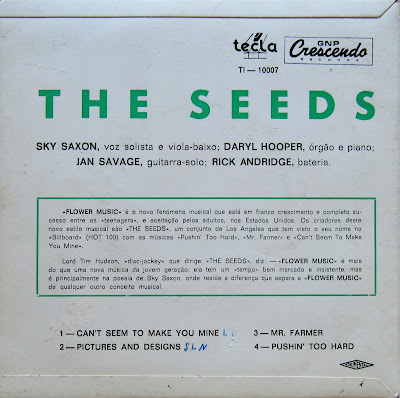 tecla
GNP
Crescendo
RECORDS
TI — 10007
THE SEEDS
SKY SAXON, voz solista e viola-baixo; DARYL HOOPER, órgão e piano;
JAN SAVAGE, guitarra-solo; RICK ANDRIDGE, bateria.
«FLOWER MUSIC» é o novo fenómeno musical que está em franco crescimento e completo su-
cesso entre os «teenagers», e aceitação pelos adultos, nos Estados Unidos. Os criadores deste
novo estilo musical são «THE SEEDS», um conjunto de Los Angeles que tem visto o seu nome no
«Billboard» (HOT 100) com as músicas «Pushin' Too Hard», «Mr. Farmer» e «Can't Seem To Make
You Mine».
Lord Tim Hudson, «disc-jockey» que dirige «THE SEEDS», diz: — «FLOWER MUSIC» é mais
do que uma nova música da jovem geração; ela tem um «tempo» bem marcado e insistente, mas
é principalmente na poesia de Sky Saxon, onde reside a diferença que separa a «FLOWER MUSIC»
de qualquer outro conceito musical.
1 — CAN'T SEEM TO MAKE YOU MINE L
2 — PICTURES AND DESIGNS SLN
3 — MR. FARMER
4 — PUSHIN' TOO HARD